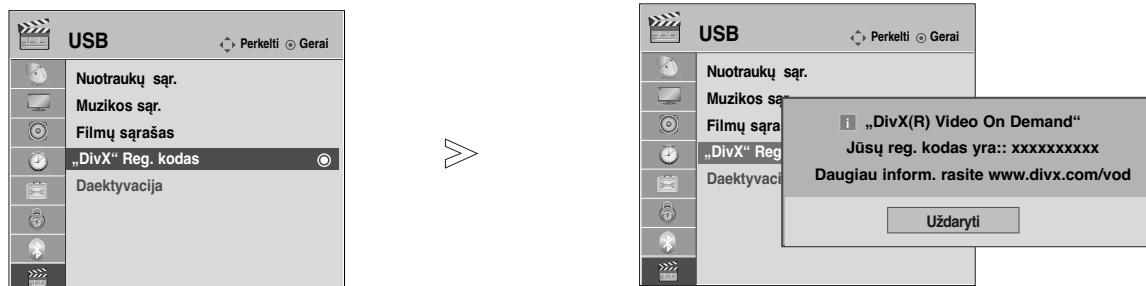 USB
Perkelti Gerai
Nuotraukų sąr.
Muzikos sąr.
Filmų sąrašas
„DivX“ Reg. kodas
Daektyvacija
USB
Perkelti Gerai
Nuotraukų sąr.
Muzikos sąr.
Filmų sąra
„DivX“ Reg
Daektyvaci
i „DivX(R) Video On Demand“
Jūsų reg. kodas yra:: xxxxxxxxxx
Daugiau inform. rasite www.divx.com/vod
Uždaryti